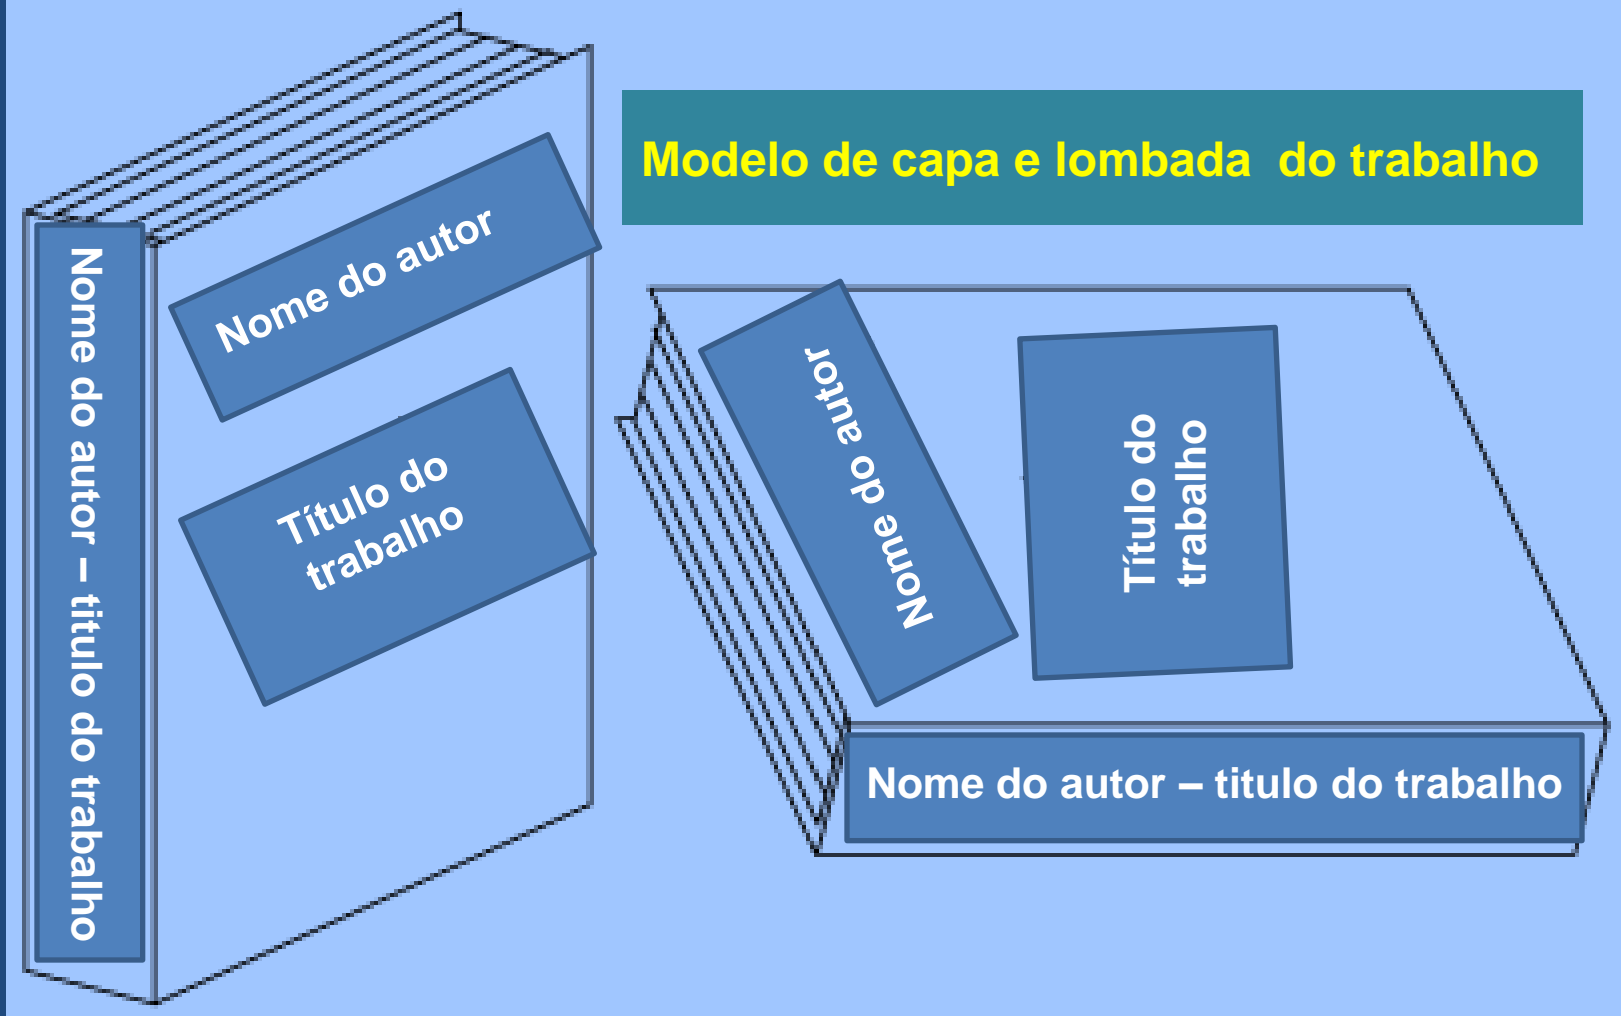 Modelo de capa e lombada do trabalho
Nome do autor – titulo do trabalho
Nome do autor
Título do
trabalho
Nome do autor
Título do
trabalho
Nome do autor – titulo do trabalho